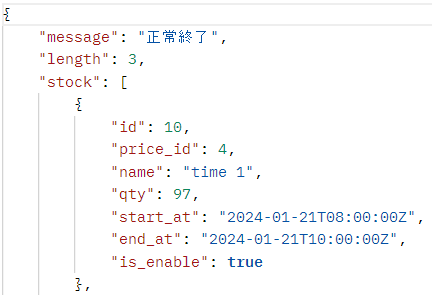 {
"message": "正常終了",
"length": 3,
"stock": [
{
"id": 10,
"price_id": 4,
"name": "time 1",
"qty": 97,
"start_at": "2024-01-21T08:00:00Z",
"end_at": "2024-01-21T10:00:00Z",
"is_enable": true
},